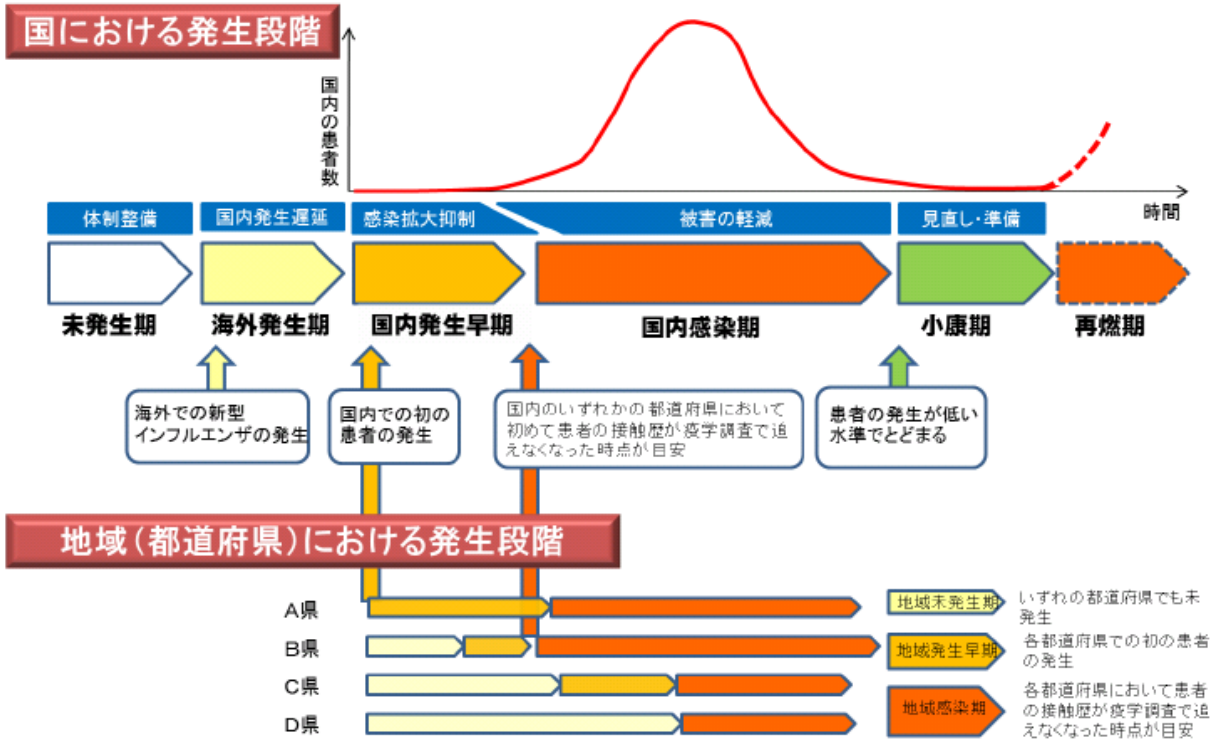 国における発生段階
国内の患者数
時間
体制整備
国内発生遅延
感染拡大抑制
被害の軽減
見直し・準備
未発生期
海外発生期
国内発生早期
国内感染期
小康期
再燃期
海外での新型
インフルエンザの発生
国内での初の
患者の発生
国内のいずれかの都道府県において
初めて患者の接触歴が疫学調査で追
えなくなった時点が目安
患者の発生が低い
水準でとどまる
地域(都道府県)における発生段階
A県
B県
C県
D県
地域未発生期
いずれの都道府県でも未
発生
地域発生早期
各都道府県での初の患者
の発生
地域感染期
各都道府県において患者
の接触歴が疫学調査で追
えなくなった時点が目安